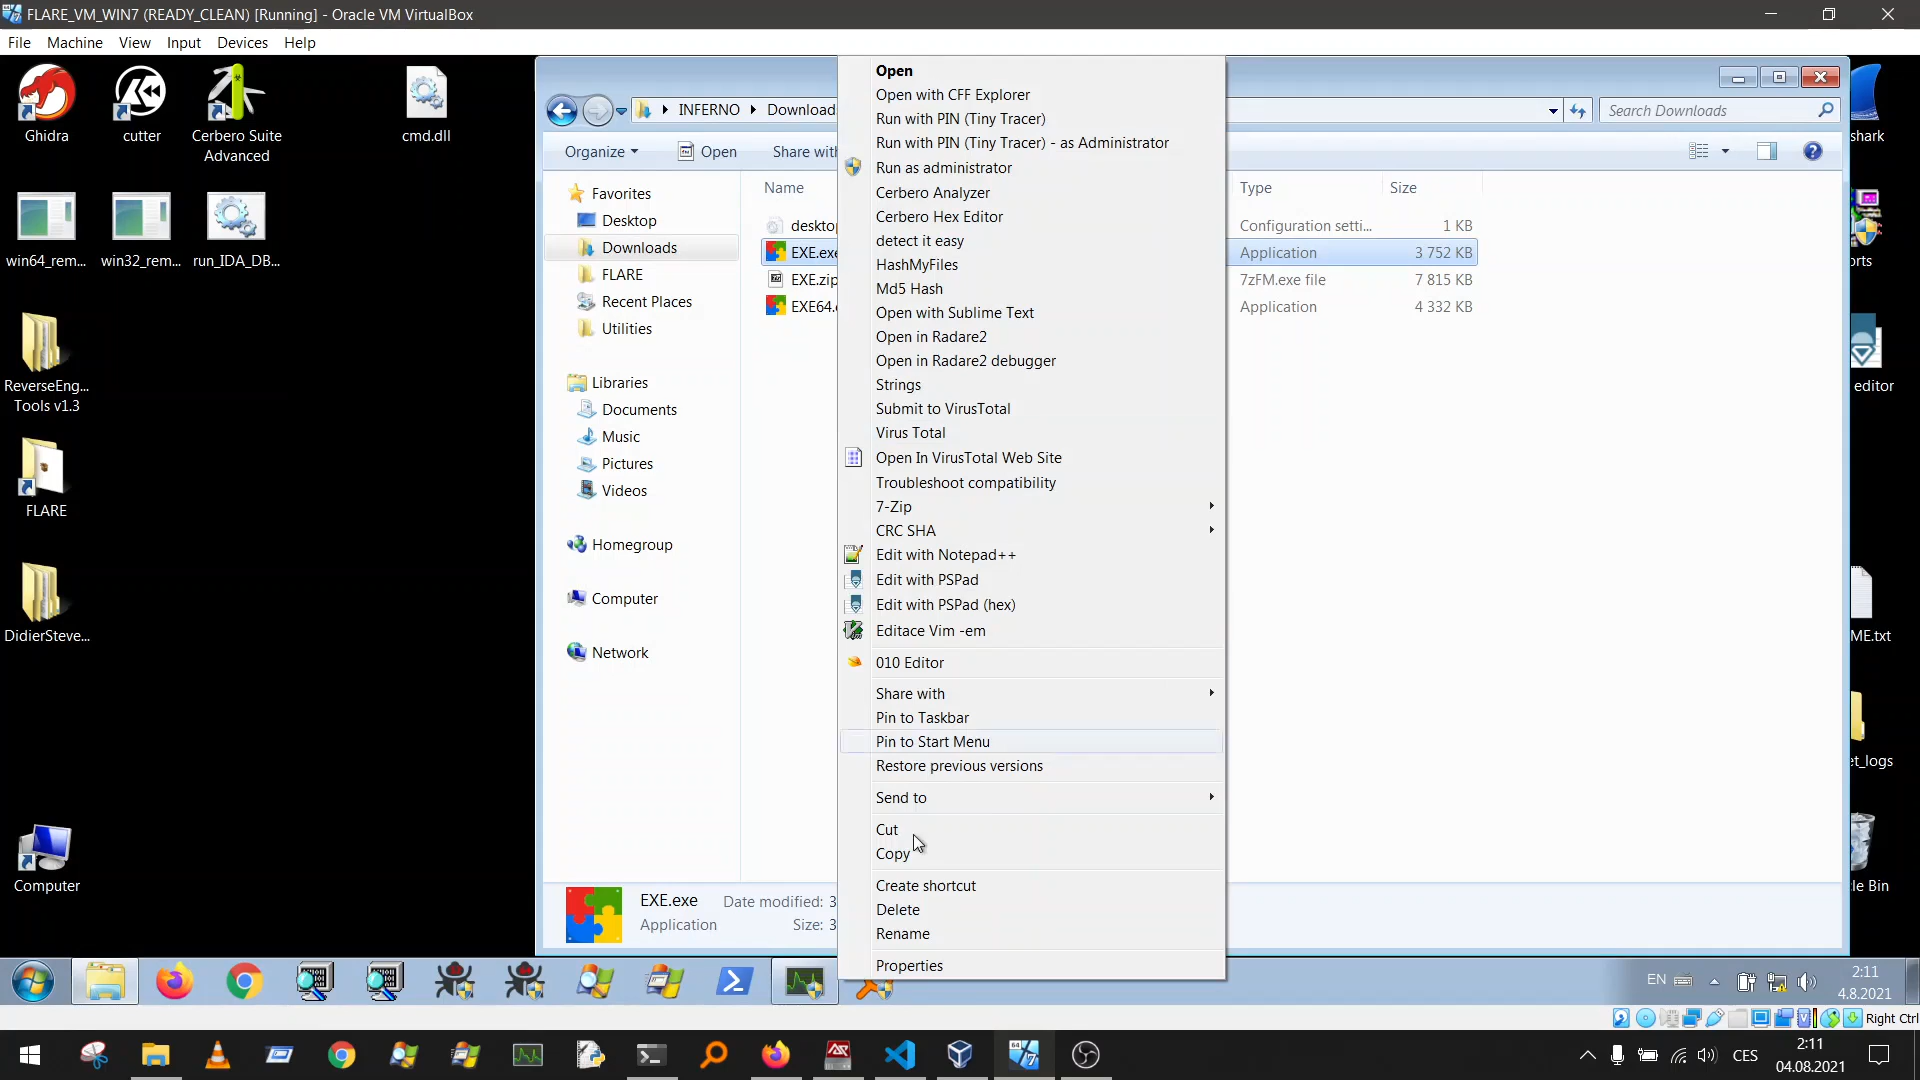 FLARE_VM_WIN7 (READY_CLEAN) [Running] - Oracle VM VirtualBox
File Machine View Input Devices Help
Ghidra
cutter
Cerbero Suite
Advanced
cmd.dll
win64_rem...
win32_rem...
run_IDA_DB...
ReverseEng...
Tools v1.3
FLARE
DidierSteve...
Computer
INFERNO
Download
Search Downloads
Organize
Open
Share with
Favorites
Desktop
Downloads
FLARE
Recent Places
Utilities
Libraries
Documents
Music
Pictures
Videos
Homegroup
Computer
Network
Name
Type
Size
desktop
Configuration setti...
1 KB
EXE.exe
Application
3 752 KB
EXE.zip
7zFM.exe file
7 815 KB
EXE64.
Application
4 332 KB
Open
Open with CFF Explorer
Run with PIN (Tiny Tracer)
Run with PIN (Tiny Tracer) - as Administrator
Run as administrator
Cerbero Analyzer
Cerbero Hex Editor
detect it easy
HashMyFiles
Md5 Hash
Open with Sublime Text
Open in Radare2
Open in Radare2 debugger
Strings
Submit to VirusTotal
Virus Total
Open In VirusTotal Web Site
Troubleshoot compatibility
7-Zip
CRC SHA
Edit with Notepad++
Edit with PSPad
Edit with PSPad (hex)
Editace Vim -em
010 Editor
Share with
Pin to Taskbar
Pin to Start Menu
Restore previous versions
Send to
Cut
Copy
Create shortcut
Delete
Rename
Properties
EXE.exe
Date modified: 3
Application
Size: 3
shark
orts
editor
ME.txt
et_logs
cle Bin
EN
2:11
4.8.2021
Right Ctrl
CES
2:11
04.08.2021